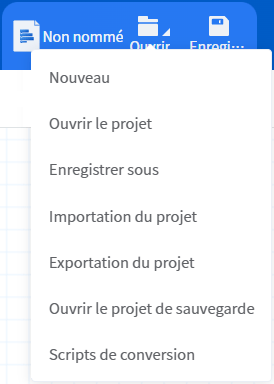 Non nommé
Ouvrir
Enregi...
Nouveau
Ouvrir le projet
Enregistrer sous
Importation du projet
Exportation du projet
Ouvrir le projet de sauvegarde
Scripts de conversion